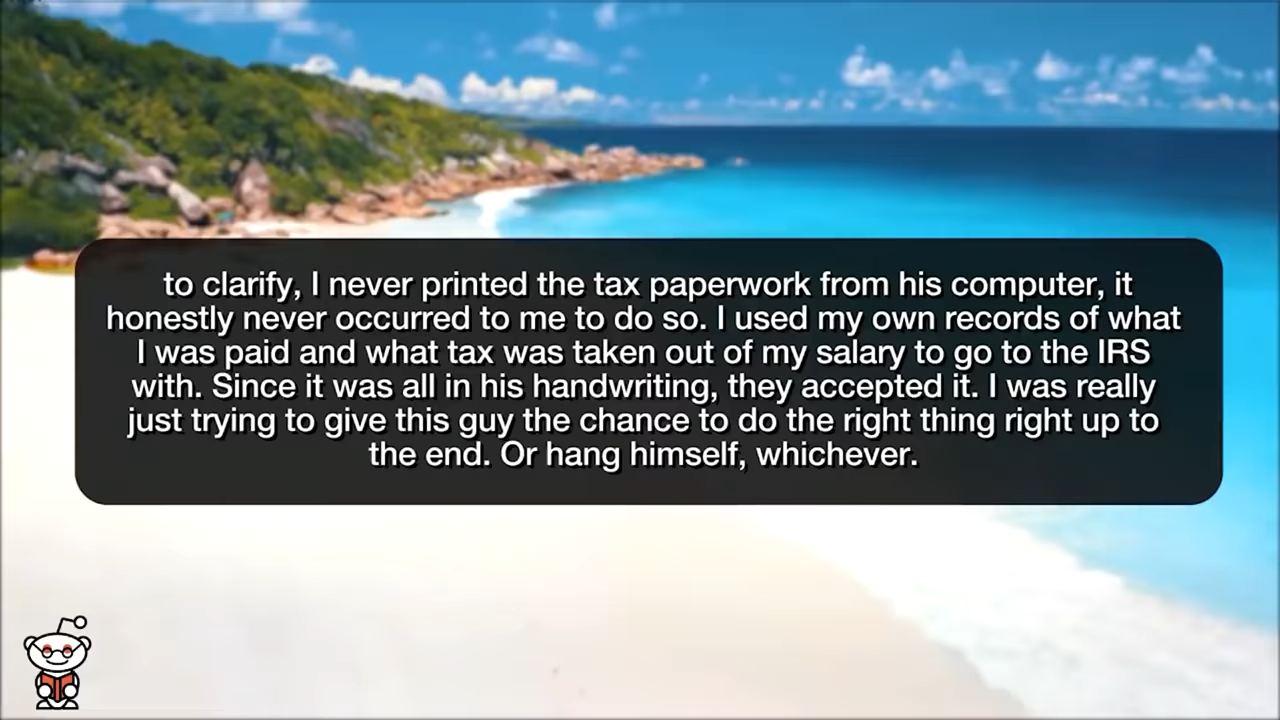 to clarify, I never printed the tax paperwork from his computer, it
honestly never occurred to me to do so. I used my own records of what
I was paid and what tax was taken out of my salary to go to the IRS
with. Since it was all in his handwriting, they accepted it. I was really
just trying to give this guy the chance to do the right thing right up to
the end. Or hang himself, whichever.